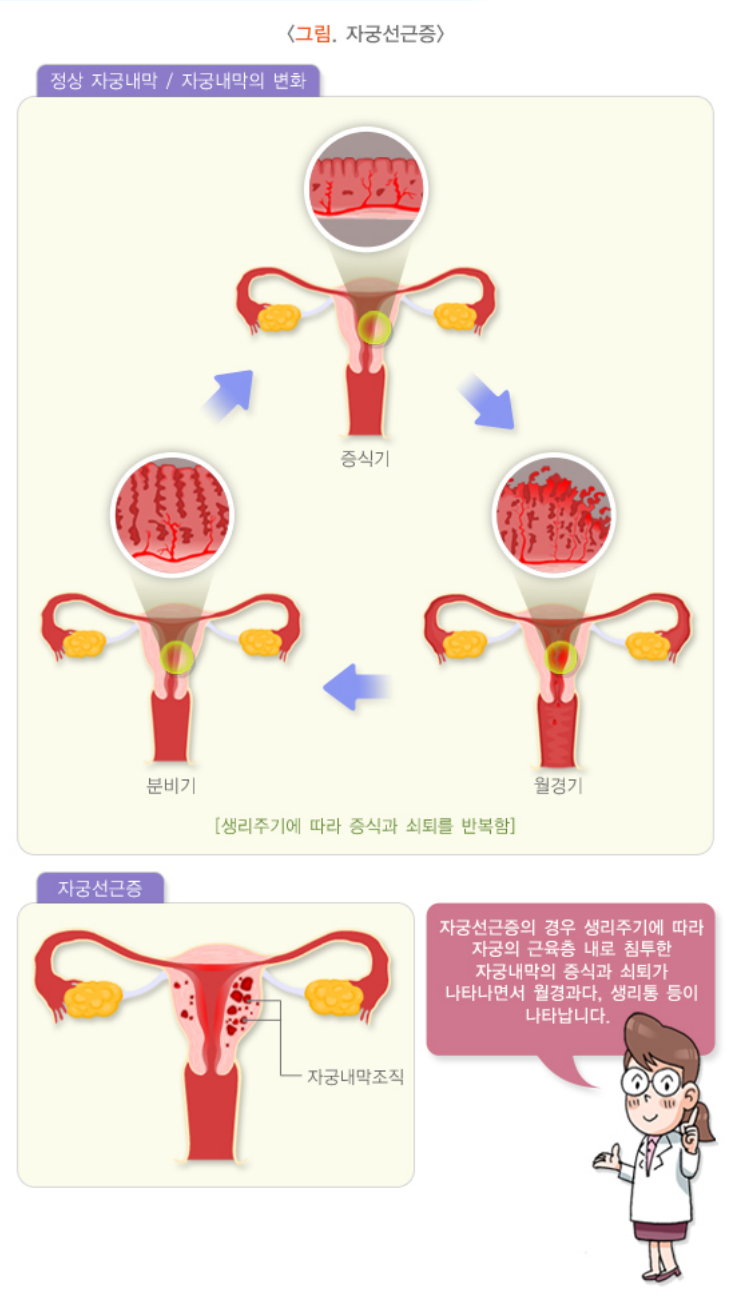 <그림. 자궁선근증>
정상 자궁내막 / 자궁내막의 변화
증식기
분비기
월경기
[생리주기에 따라 증식과 쇠퇴를 반복함]
자궁선근증
자궁내막조직
자궁선근증의 경우 생리주기에 따라
자궁의 근육층 내로 침투한
자궁내막의 증식과 쇠퇴가
나타나면서 월경과다, 생리통 등이
나타납니다.